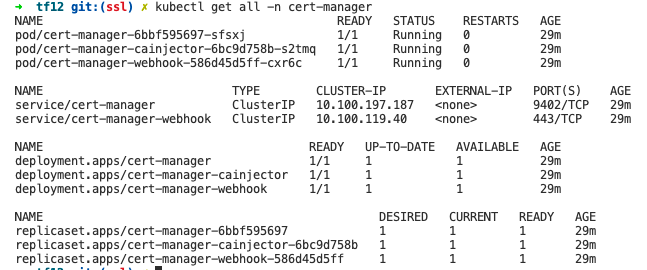 ➜ tf12 git:(ssl) ✗ kubectl get all -n cert-manager
NAME READY STATUS RESTARTS AGE
pod/cert-manager-6bbf595697-sfsxj 1/1 Running 0 29m
pod/cert-manager-cainjector-6bc9d758b-s2tmq 1/1 Running 0 29m
pod/cert-manager-webhook-586d45d5ff-cxr6c 1/1 Running 0 29m
NAME TYPE CLUSTER-IP EXTERNAL-IP PORT(S) AGE
service/cert-manager ClusterIP 10.100.197.187 <none> 9402/TCP 29m
service/cert-manager-webhook ClusterIP 10.100.119.40 <none> 443/TCP 29m
NAME READY UP-TO-DATE AVAILABLE AGE
deployment.apps/cert-manager 1/1 1 1 29m
deployment.apps/cert-manager-cainjector 1/1 1 1 29m
deployment.apps/cert-manager-webhook 1/1 1 1 29m
NAME DESIRED CURRENT READY AGE
replicaset.apps/cert-manager-6bbf595697 1 1 1 29m
replicaset.apps/cert-manager-cainjector-6bc9d758b 1 1 1 29m
replicaset.apps/cert-manager-webhook-586d45d5ff 1 1 1 29m
tf12 git:(ssl)